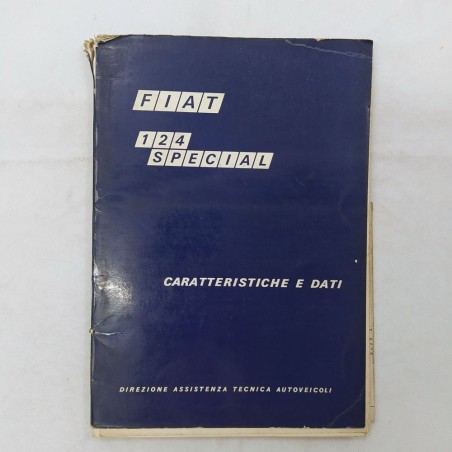 FIAT
124
SPECIAL
CARATTERISTICHE E DATI
DIREZIONE ASSISTENZA TECNICA AUTOVEICOLI